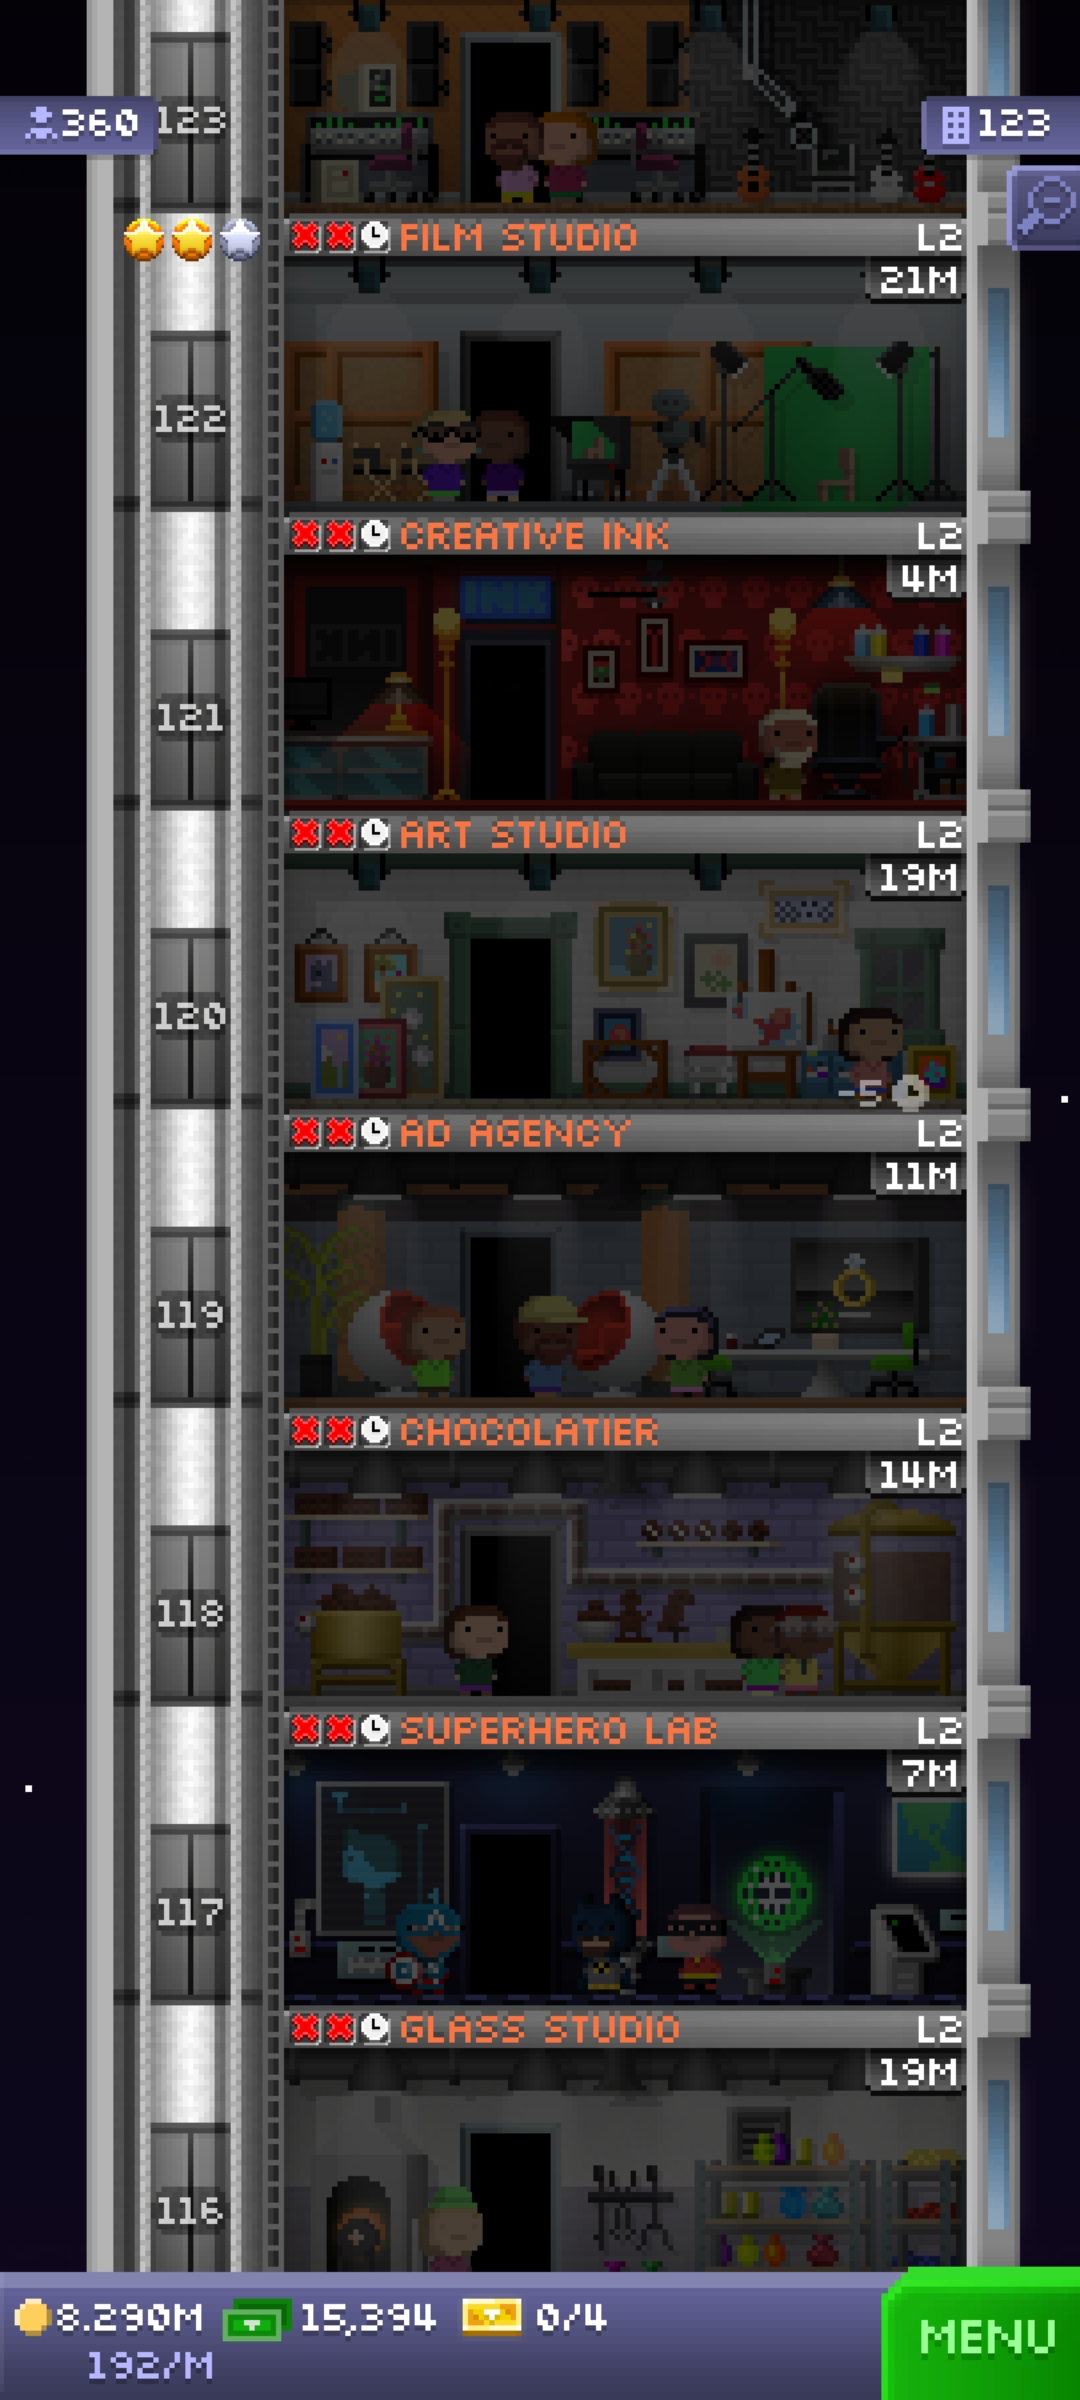 360
123
123
FILM STUDIO L2
21M
122
CREATIVE INK L2
4M
INK
121
ART STUDIO L2
19M
120
-5
AD AGENCY L2
11M
119
CHOCOLATIER L2
14M
118
SUPERHERO LAB L2
7M
117
GLASS STUDIO L2
19M
116
8.290M 15,394 0/4
192/M
MENU